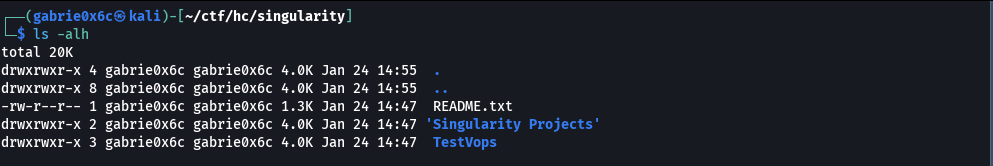 ┌──(gabrie0x6c㉿kali)-[~/ctf/hc/singularity]
└─$ ls -alh
total 20K
drwxrwxr-x 4 gabrie0x6c gabrie0x6c 4.0K Jan 24 14:55  .
drwxrwxr-x 8 gabrie0x6c gabrie0x6c 4.0K Jan 24 14:55  ..
-rw-r--r-- 1 gabrie0x6c gabrie0x6c 1.3K Jan 24 14:47  README.txt
drwxrwxr-x 2 gabrie0x6c gabrie0x6c 4.0K Jan 24 14:47 'Singularity Projects'
drwxrwxr-x 3 gabrie0x6c gabrie0x6c 4.0K Jan 24 14:47  TestVops